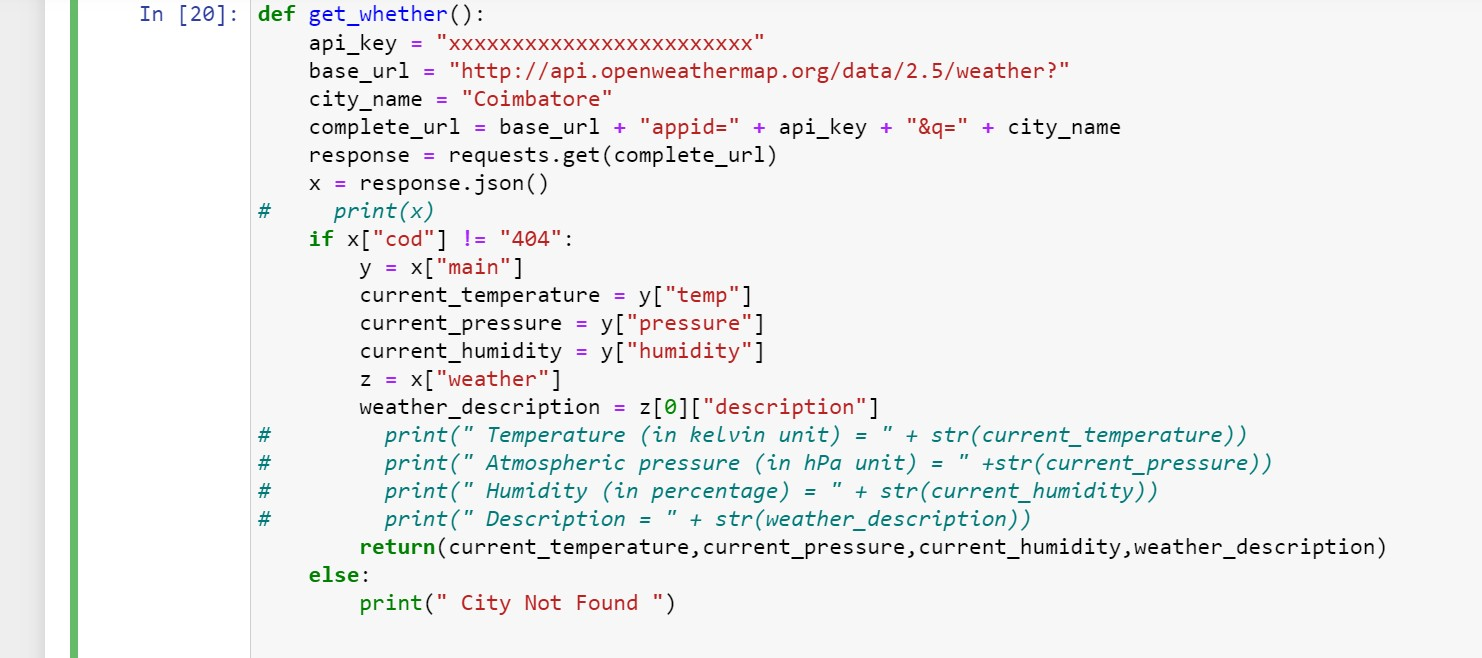 In [20]: def get_whether():
    api_key = "xxxxxxxxxxxxxxxxxxxxxxxx"
    base_url = "http://api.openweathermap.org/data/2.5/weather?"
    city_name = "Coimbatore"
    complete_url = base_url + "appid=" + api_key + "&q=" + city_name
    response = requests.get(complete_url)
    x = response.json()
#     print(x)
    if x["cod"] != "404":
        y = x["main"]
        current_temperature = y["temp"]
        current_pressure = y["pressure"]
        current_humidity = y["humidity"]
        z = x["weather"]
        weather_description = z[0]["description"]
#         print(" Temperature (in kelvin unit) = " + str(current_temperature))
#         print(" Atmospheric pressure (in hPa unit) = " +str(current_pressure))
#         print(" Humidity (in percentage) = " + str(current_humidity))
#         print(" Description = " + str(weather_description))
        return(current_temperature,current_pressure,current_humidity,weather_description)
    else:
        print(" City Not Found ")